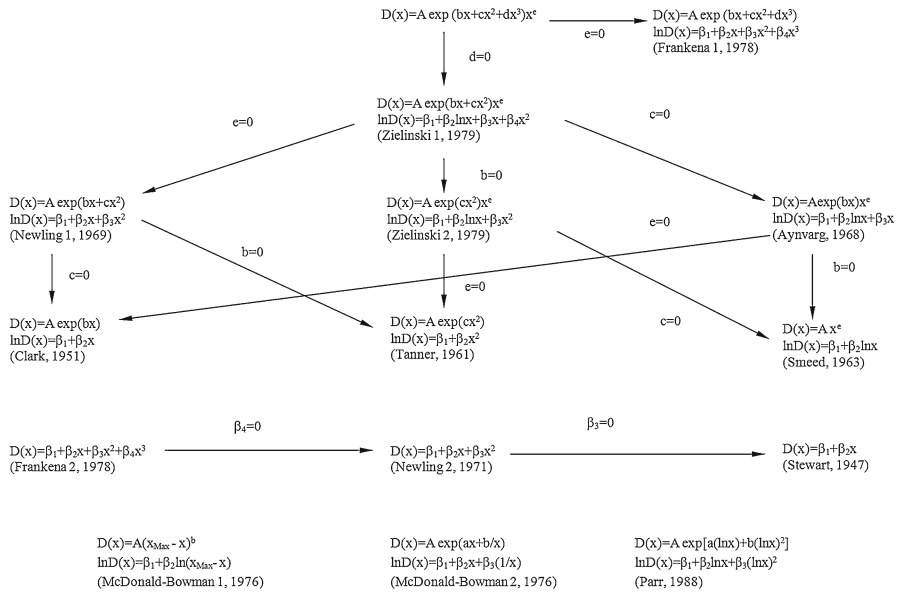 D(x)=A exp (bx+cx²+dx³)xᵉ
e=0
D(x)=A exp (bx+cx²+dx³)
lnD(x)=β₁+β₂x+β₃x²+β₄x³
(Frankena 1, 1978)
d=0
D(x)=A exp(bx+cx²)xᵉ
lnD(x)=β₁+β₂lnx+β₃x+β₄x²
(Zielinski 1, 1979)
e=0
c=0
b=0
D(x)=A exp(bx+cx²)
lnD(x)=β₁+β₂x+β₃x²
(Newling 1, 1969)
D(x)=A exp(cx²)xᵉ
lnD(x)=β₁+β₂lnx+β₃x²
(Zielinski 2, 1979)
D(x)=Aexp(bx)xᵉ
lnD(x)=β₁+β₂lnx+β₃x
(Aynvarg, 1968)
e=0
b=0
c=0
e=0
b=0
c=0
D(x)=A exp(bx)
lnD(x)=β₁+β₂x
(Clark, 1951)
D(x)=A exp(cx²)
lnD(x)=β₁+β₂x²
(Tanner, 1961)
D(x)=A xᵉ
lnD(x)=β₁+β₂lnx
(Smeed, 1963)
β₄=0
β₃=0
D(x)=β₁+β₂x+β₃x²+β₄x³
(Frankena 2, 1978)
D(x)=β₁+β₂x+β₃x²
(Newling 2, 1971)
D(x)=β₁+β₂x
(Stewart, 1947)
D(x)=A(x_Max - x)ᵇ
lnD(x)=β₁+β₂ln(x_Max- x)
(McDonald-Bowman 1, 1976)
D(x)=A exp(ax+b/x)
lnD(x)=β₁+β₂x+β₃(1/x)
(McDonald-Bowman 2, 1976)
D(x)=A exp[a(lnx)+b(lnx)²]
lnD(x)=β₁+β₂lnx+β₃(lnx)²
(Parr, 1988)